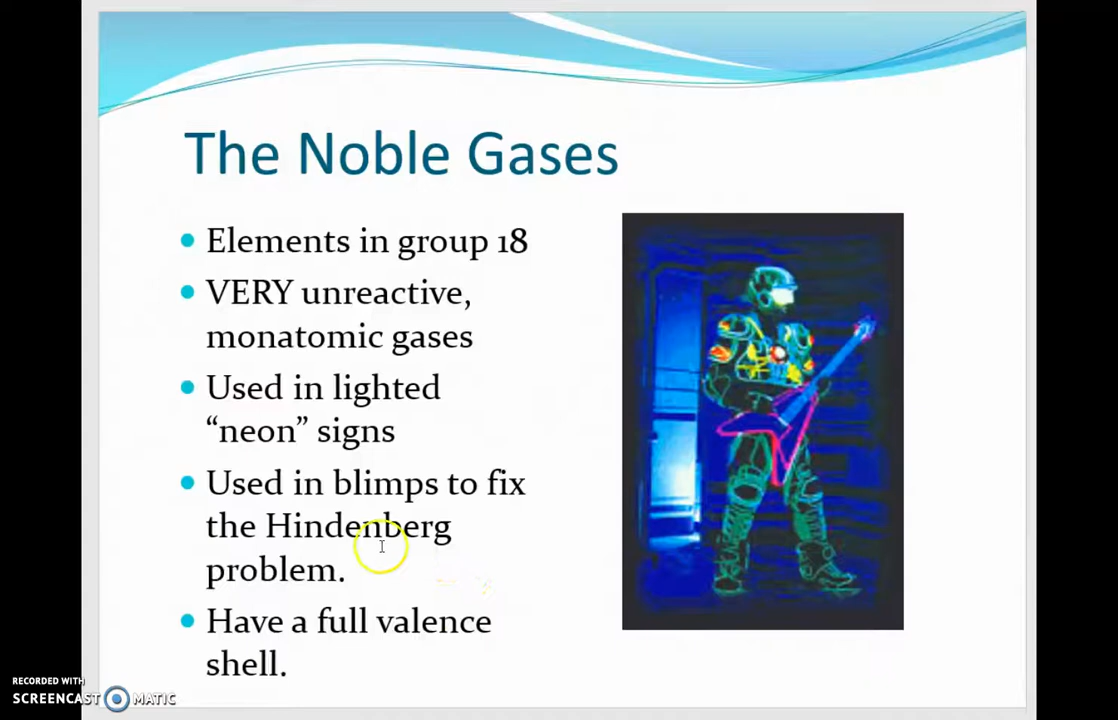 The Noble Gases
Elements in group 18
VERY unreactive,
monatomic gases
Used in lighted
“neon” signs
Used in blimps to fix
the Hindenberg
problem.
Have a full valence
shell.
RECORDED WITH
SCREENCAST MATIC